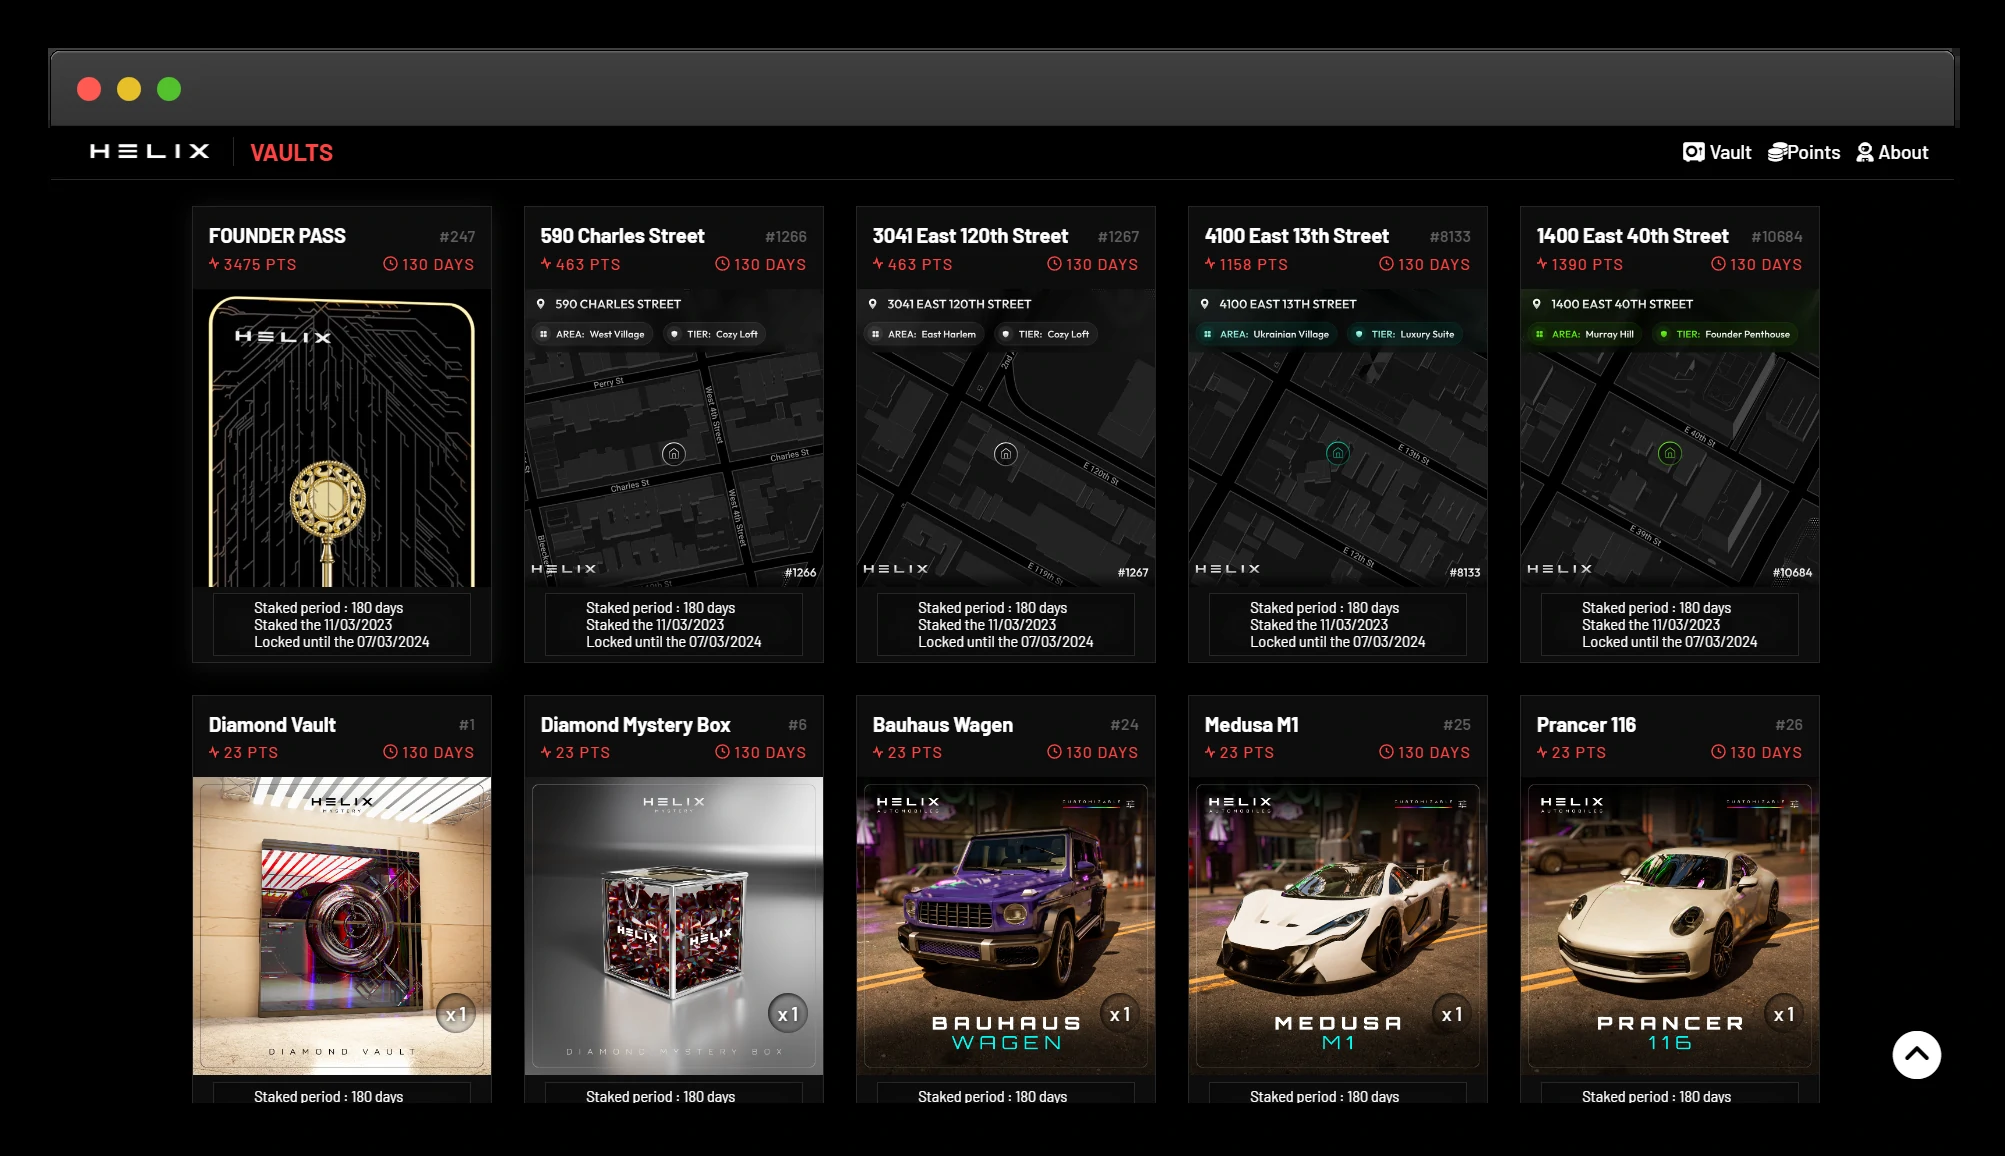 HELIX VAULTS Vault Points About
FOUNDER PASS #247
3475 PTS 130 DAYS
HELIX
Staked period : 180 days
Staked the 11/03/2023
Locked until the 07/03/2024
590 Charles Street #1266
463 PTS 130 DAYS
590 CHARLES STREET
AREA: West Village TIER: Cozy Loft
Perry St
West 4th Street
Charles St
Charles St
West 4th Street
HELIX #1266
Staked period : 180 days
Staked the 11/03/2023
Locked until the 07/03/2024
3041 East 120th Street #1267
463 PTS 130 DAYS
3041 EAST 120TH STREET
AREA: East Harlem TIER: Cozy Loft
2nd
E 120th St
E 119th St
HELIX #1267
Staked period : 180 days
Staked the 11/03/2023
Locked until the 07/03/2024
4100 East 13th Street #8133
1158 PTS 130 DAYS
4100 EAST 13TH STREET
AREA: Ukrainian Village TIER: Luxury Suite
E 13th St
E 12th St
HELIX #8133
Staked period : 180 days
Staked the 11/03/2023
Locked until the 07/03/2024
1400 East 40th Street #10684
1390 PTS 130 DAYS
1400 EAST 40TH STREET
AREA: Murray Hill TIER: Founder Penthouse
E 40th St
E 39th St
HELIX #10684
Staked period : 180 days
Staked the 11/03/2023
Locked until the 07/03/2024
Diamond Vault #1
23 PTS 130 DAYS
HELIX
MYSTERY
x1
DIAMOND VAULT
Staked period : 180 days
Diamond Mystery Box #6
23 PTS 130 DAYS
HELIX
MYSTERY
HELIX HELIX
x1
DIAMOND MYSTERY BOX
Staked period : 180 days
Bauhaus Wagen #24
23 PTS 130 DAYS
HELIX CUSTOMIZABLE
AUTOMOBILES
x1
BAUHAUS
WAGEN
Staked period : 180 days
Medusa M1 #25
23 PTS 130 DAYS
HELIX CUSTOMIZABLE
AUTOMOBILES
x1
MEDUSA
M1
Staked period : 180 days
Prancer 116 #26
23 PTS 130 DAYS
HELIX CUSTOMIZABLE
AUTOMOBILES
x1
PRANCER
116
Staked period : 180 days